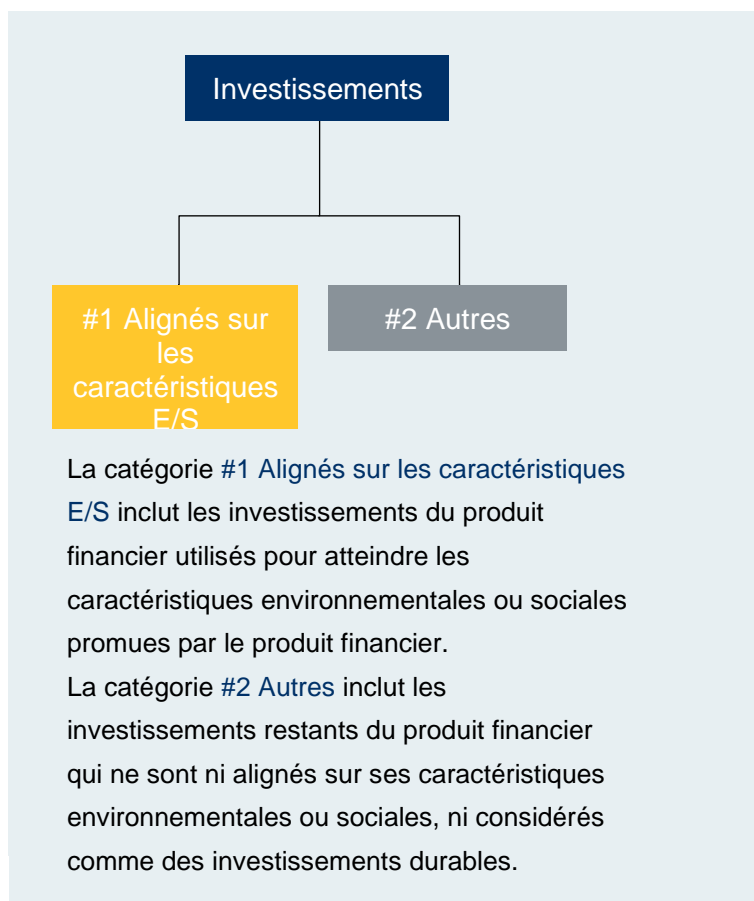 Investissements
#1 Alignés sur
les
caractéristiques
E/S
#2 Autres
La catégorie #1 Alignés sur les caractéristiques
E/S inclut les investissements du produit
financier utilisés pour atteindre les
caractéristiques environnementales ou sociales
promues par le produit financier.
La catégorie #2 Autres inclut les
investissements restants du produit financier
qui ne sont ni alignés sur ses caractéristiques
environnementales ou sociales, ni considérés
comme des investissements durables.